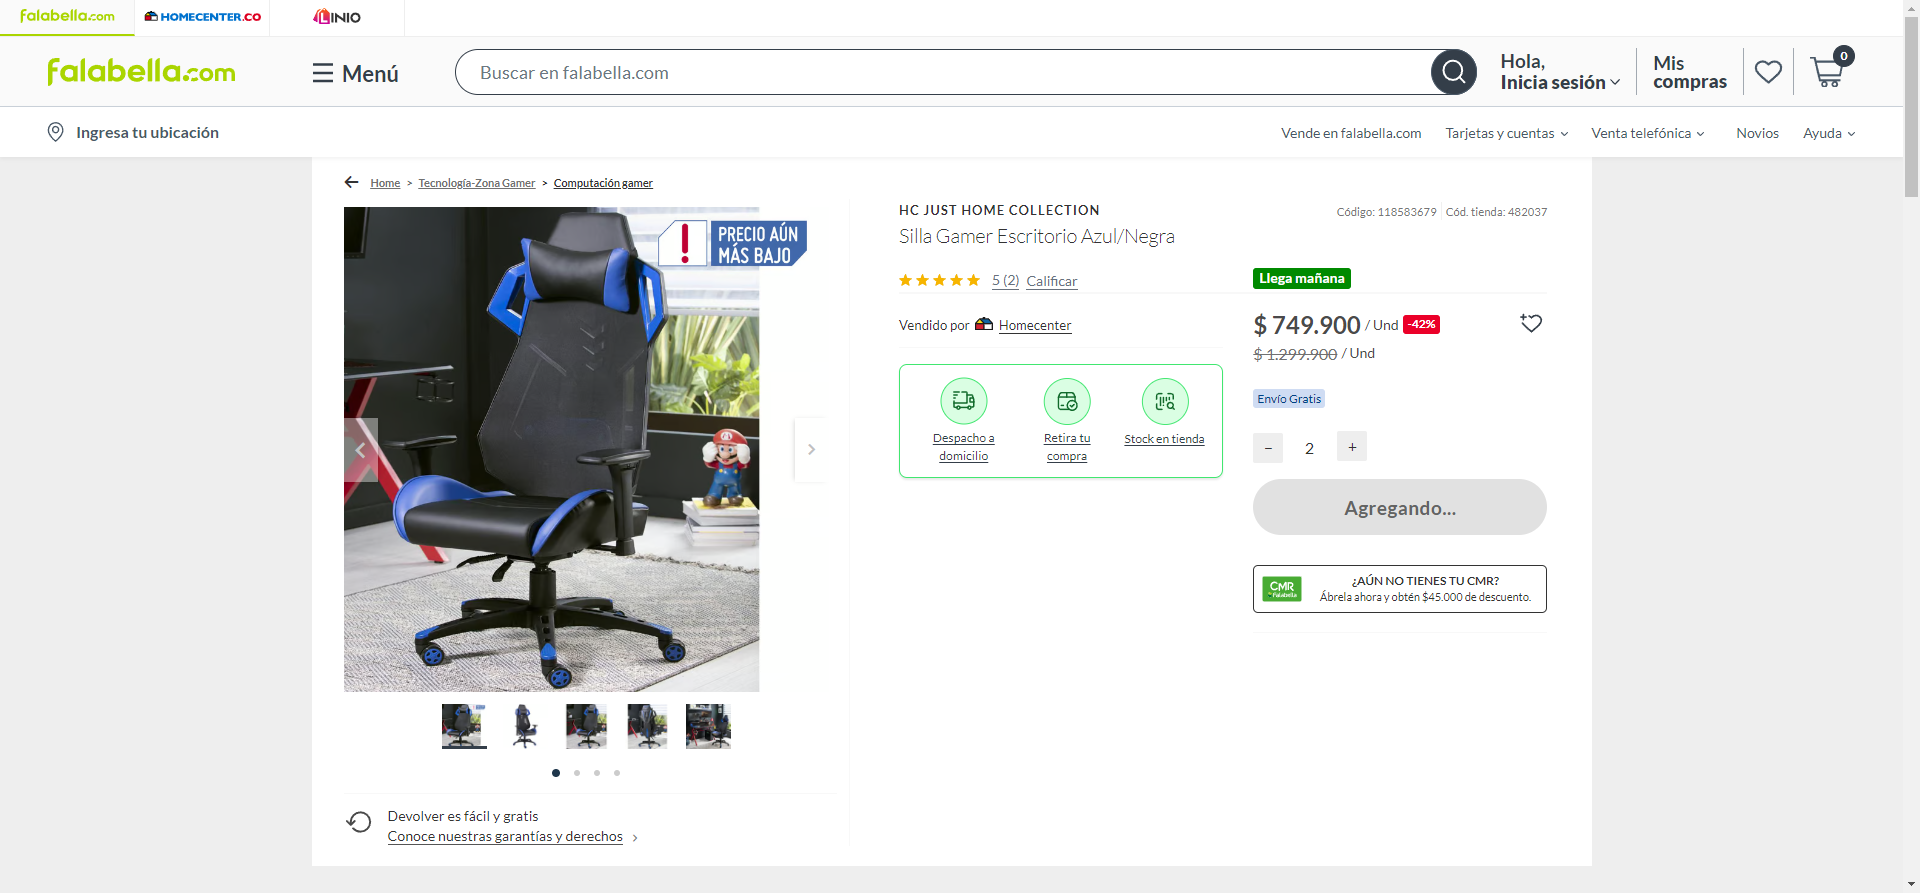 falabella.com
HOMECENTER.CO
LINIO
falabella.com
Menú
Buscar en falabella.com
Hola,
Inicia sesión
Mis
compras
0
Ingresa tu ubicación
Vende en falabella.com
Tarjetas y cuentas
Venta telefónica
Novios
Ayuda
Home > Tecnología-Zona Gamer > Computación gamer
! PRECIO AÚN
MÁS BAJO
HC JUST HOME COLLECTION
Código: 118583679 Cód. tienda: 482037
Silla Gamer Escritorio Azul/Negra
5 (2) Calificar
Llega mañana
Vendido por Homecenter
$ 749.900 / Und -42%
$ 1.299.900 / Und
Despacho a
domicilio
Retira tu
compra
Stock en tienda
Envío Gratis
− 2 +
Agregando...
CMR
Falabella
¿AÚN NO TIENES TU CMR?
Ábrela ahora y obtén $45.000 de descuento.
Devolver es fácil y gratis
Conoce nuestras garantías y derechos